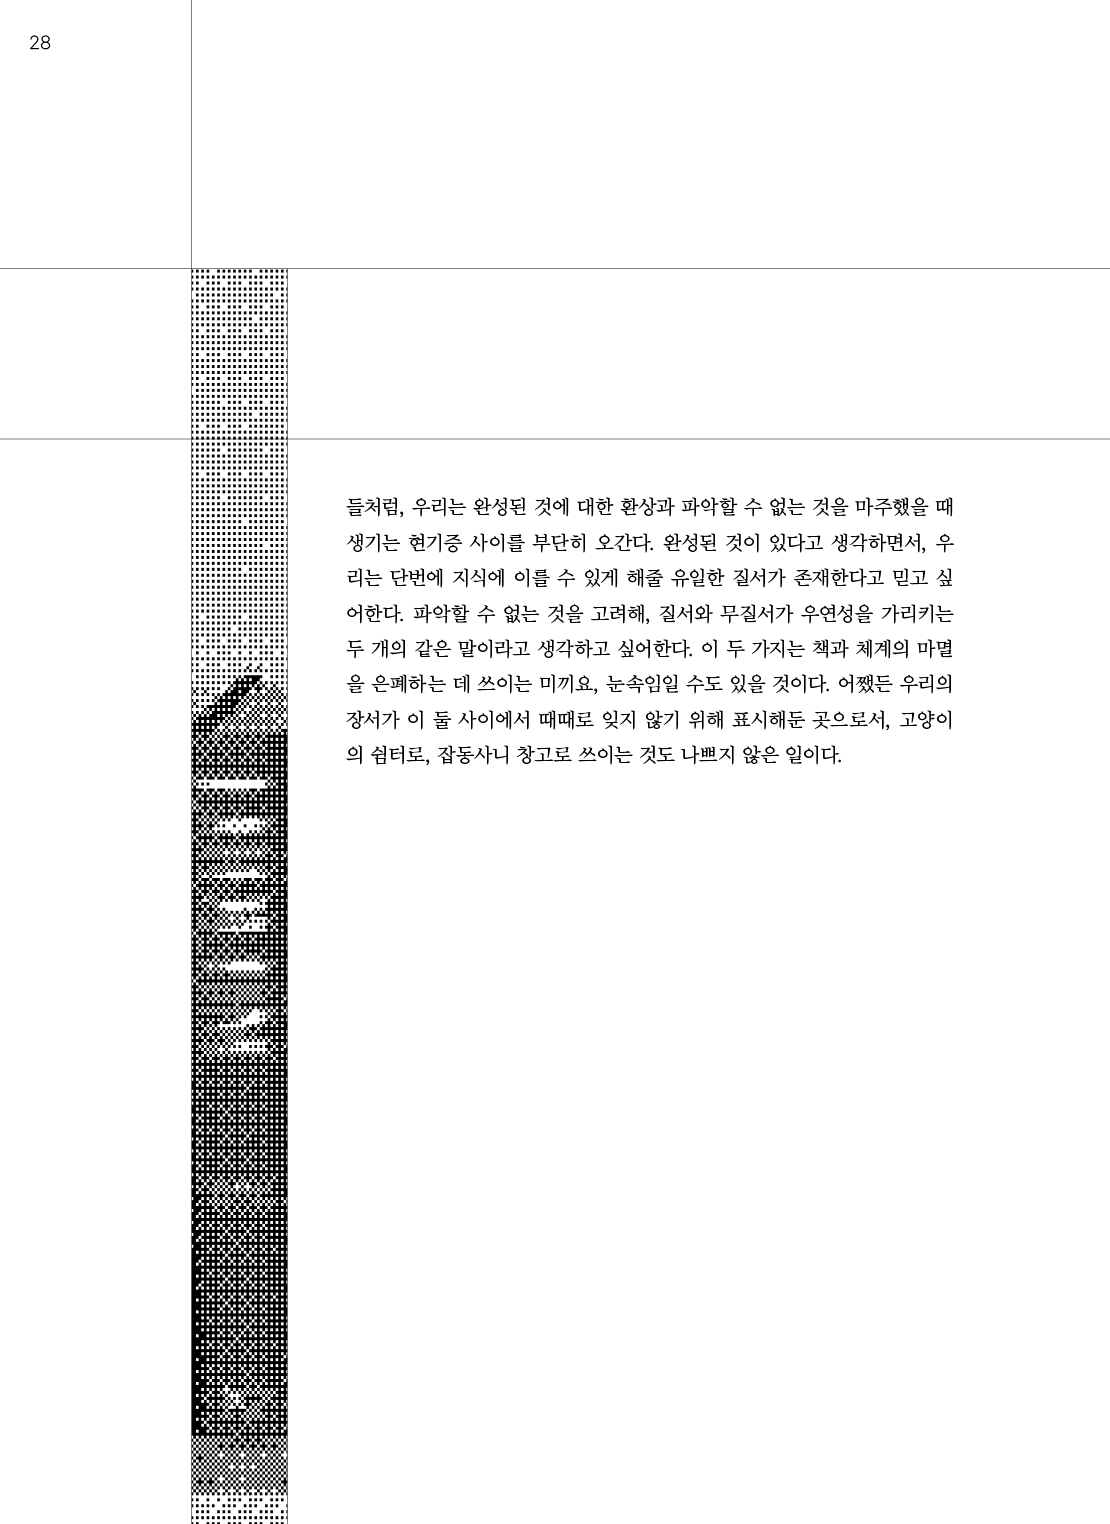 28
들처럼, 우리는 완성된 것에 대한 환상과 파악할 수 없는 것을 마주했을 때
생기는 현기증 사이를 부단히 오간다. 완성된 것이 있다고 생각하면서, 우
리는 단번에 지식에 이를 수 있게 해줄 유일한 질서가 존재한다고 믿고 싶
어한다. 파악할 수 없는 것을 고려해, 질서와 무질서가 우연성을 가리키는
두 개의 같은 말이라고 생각하고 싶어한다. 이 두 가지는 책과 체계의 마멸
을 은폐하는 데 쓰이는 미끼요, 눈속임일 수도 있을 것이다. 어쨌든 우리의
장서가 이 둘 사이에서 때때로 잊지 않기 위해 표시해둔 곳으로서, 고양이
의 쉼터로, 잡동사니 창고로 쓰이는 것도 나쁘지 않은 일이다.